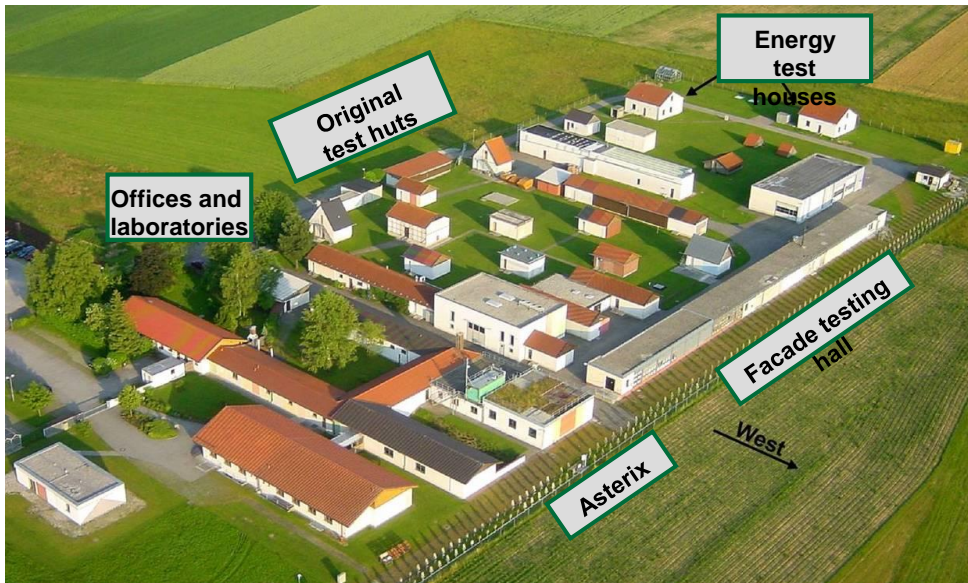 Energy
test
houses
Original
test huts
Offices and
laboratories
Facade testing
hall
West
Asterix